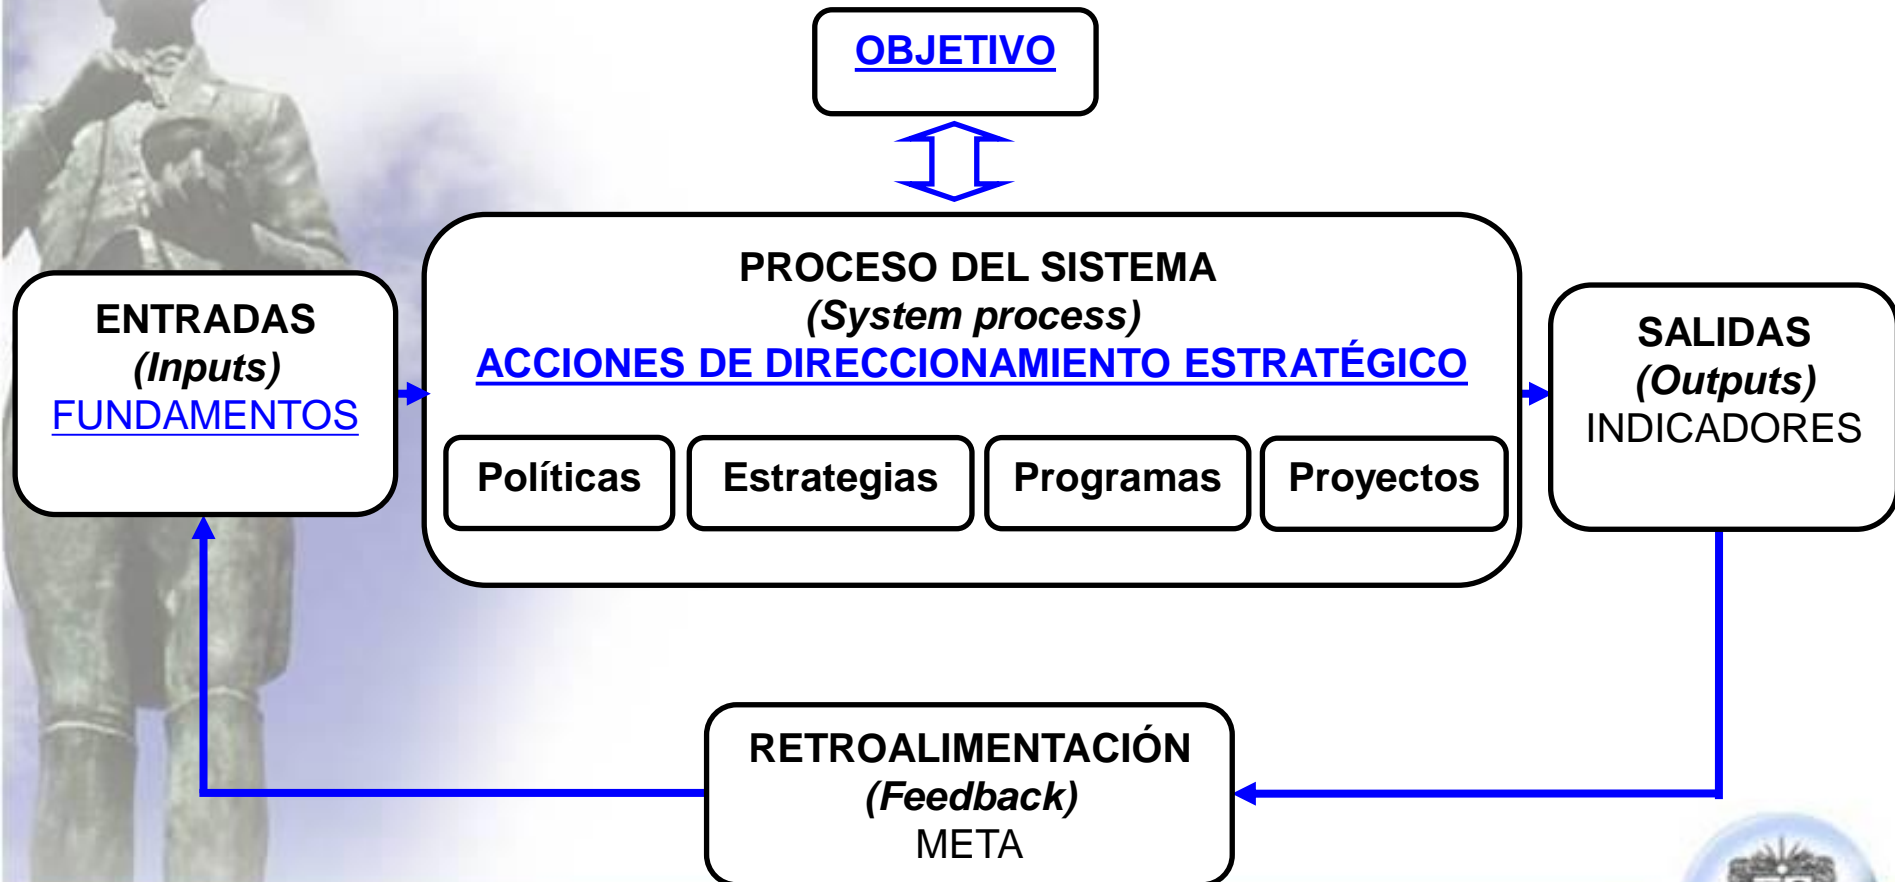 OBJETIVO
ENTRADAS
(Inputs)
FUNDAMENTOS
PROCESO DEL SISTEMA
(System process)
ACCIONES DE DIRECCIONAMIENTO ESTRATÉGICO
Políticas
Estrategias
Programas
Proyectos
SALIDAS
(Outputs)
INDICADORES
RETROALIMENTACIÓN
(Feedback)
META